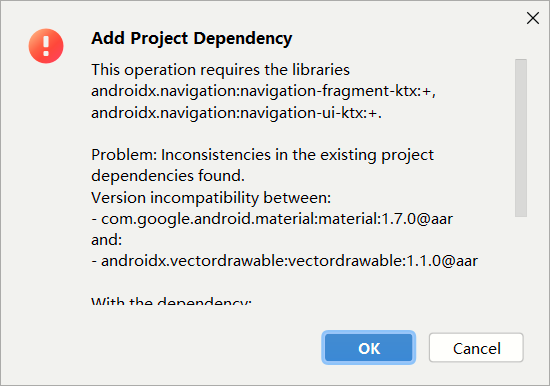 Add Project Dependency
This operation requires the libraries
androidx.navigation:navigation-fragment-ktx:+,
androidx.navigation:navigation-ui-ktx:+.
Problem: Inconsistencies in the existing project
dependencies found.
Version incompatibility between:
- com.google.android.material:material:1.7.0@aar
and:
- androidx.vectordrawable:vectordrawable:1.1.0@aar
With the dependency:
OK
Cancel